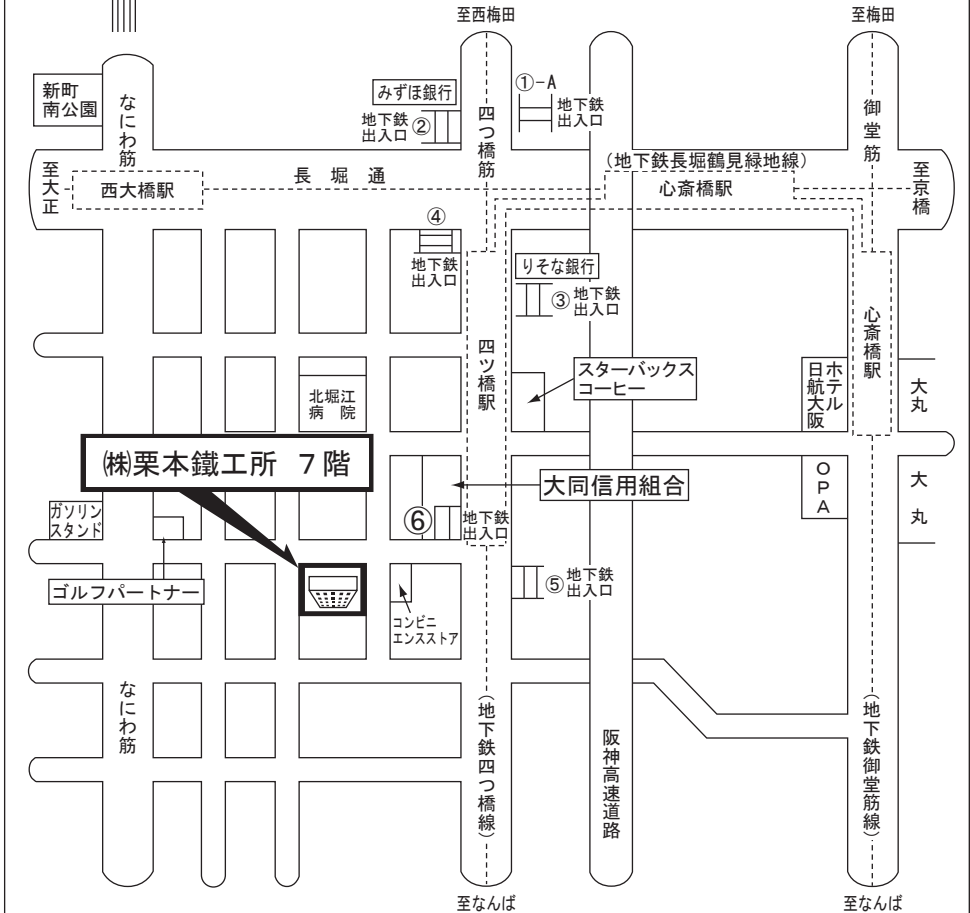 至西梅田
至梅田
新町
南公園
なにわ筋
みずほ銀行
地下鉄
出入口
②
四つ橋筋
①-A
地下鉄
出入口
御堂筋
至大正
西大橋駅
長堀通
(地下鉄長堀鶴見緑地線)
心斎橋駅
至京橋
④
地下鉄
出入口
りそな銀行
③
地下鉄
出入口
四ツ橋駅
心斎橋駅
スターバックス
コーヒー
北堀江
病院
ホテル
日航大阪
大丸
㈱栗本鐵工所 7階
大同信用組合
OPA
大丸
ガソリン
スタンド
⑥
地下鉄
出入口
ゴルフパートナー
コンビニ
エンスストア
⑤
地下鉄
出入口
なにわ筋
(地下鉄四つ橋線)
阪神高速道路
(地下鉄御堂筋線)
至なんば
至なんば